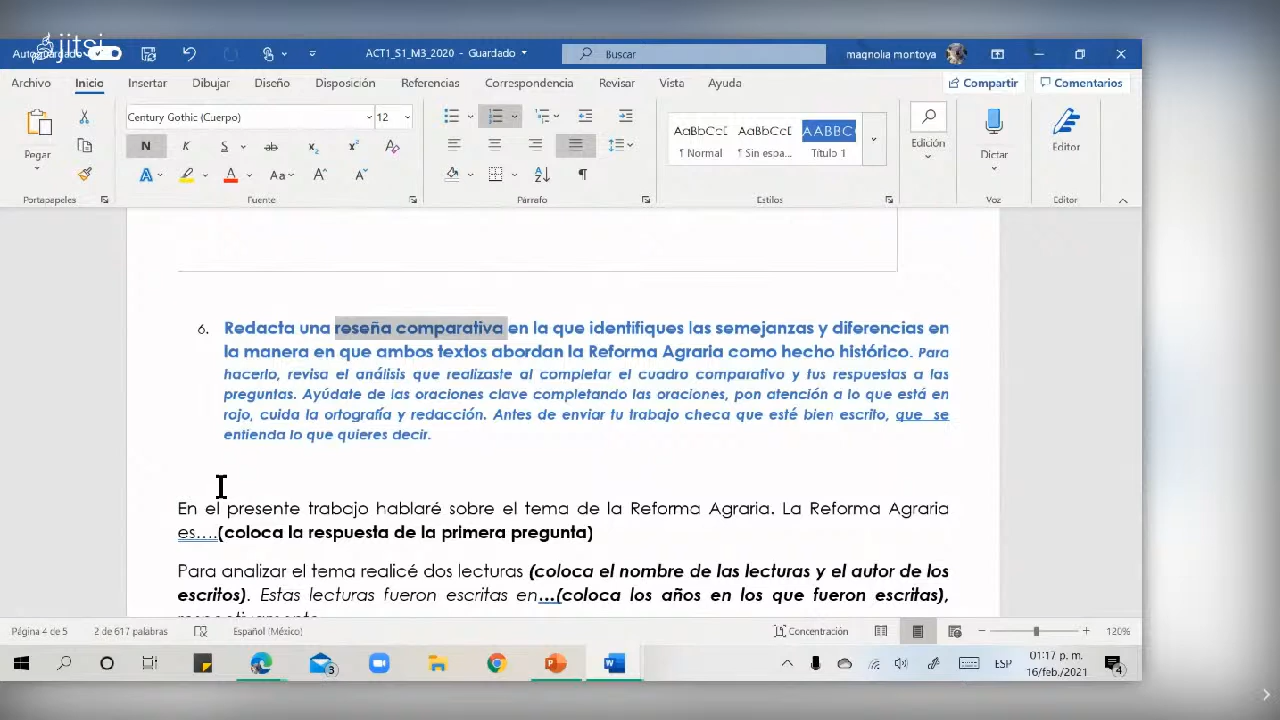 jitsi
ACT1_S1_M3_2020 - Guardado
Buscar
magnolia montoya
Archivo Inicio Insertar Dibujar Diseño Disposición Referencias Correspondencia Revisar Vista Ayuda Compartir Comentarios
Century Gothic (Cuerpo) 12
AaBbCcD AaBbCcD AABBC
Pegar
N K S ab x₂ x²
A A Aa A A
¶ Normal ¶ Sin espa... Título 1
Edición Dictar Editor
Portapapeles Fuente Párrafo Estilos Voz Editor
6. Redacta una reseña comparativa en la que identifiques las semejanzas y diferencias en
la manera en que ambos textos abordan la Reforma Agraria como hecho histórico. Para
hacerlo, revisa el análisis que realizaste al completar el cuadro comparativo y tus respuestas a las
preguntas. Ayúdate de las oraciones clave completando las oraciones, pon atención a lo que está en
rojo, cuida la ortografía y redacción. Antes de enviar tu trabajo checa que esté bien escrito, que se
entienda lo que quieres decir.
En el presente trabajo hablaré sobre el tema de la Reforma Agraria. La Reforma Agraria
es....(coloca la respuesta de la primera pregunta)
Para analizar el tema realicé dos lecturas (coloca el nombre de las lecturas y el autor de los
escritos). Estas lecturas fueron escritas en...(coloca los años en los que fueron escritas),
Página 4 de 5 2 de 617 palabras Español (México) Concentración 120%
3 ESP 01:17 p. m.
16/feb./2021 4